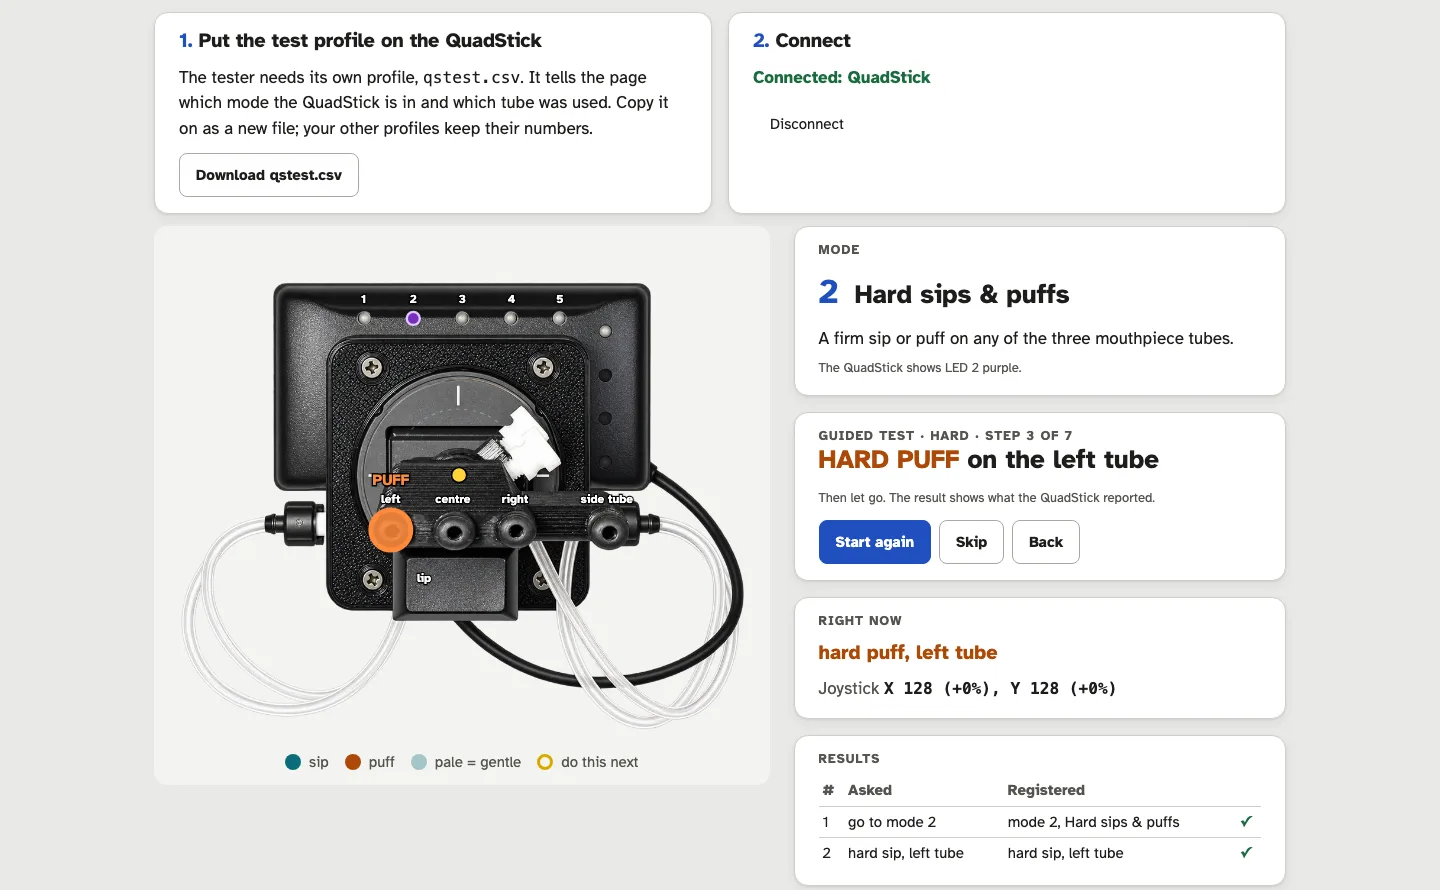 1. Put the test profile on the QuadStick
The tester needs its own profile, qstest.csv. It tells the page
which mode the QuadStick is in and which tube was used. Copy it
on as a new file; your other profiles keep their numbers.
Download qstest.csv
2. Connect
Connected: QuadStick
Disconnect
1 2 3 4 5
PUFF
left centre right side tube
lip
sip puff pale = gentle do this next
MODE
2 Hard sips & puffs
A firm sip or puff on any of the three mouthpiece tubes.
The QuadStick shows LED 2 purple.
GUIDED TEST · HARD · STEP 3 OF 7
HARD PUFF on the left tube
Then let go. The result shows what the QuadStick reported.
Start again Skip Back
RIGHT NOW
hard puff, left tube
Joystick X 128 (+0%), Y 128 (+0%)
RESULTS
# Asked Registered
1 go to mode 2 mode 2, Hard sips & puffs ✓
2 hard sip, left tube hard sip, left tube ✓